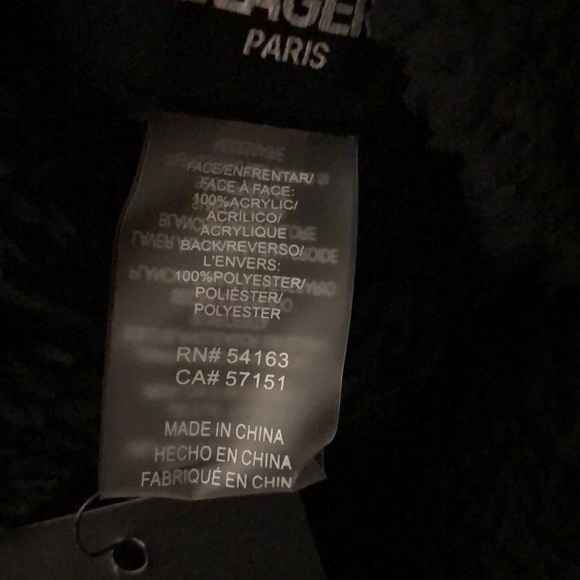 PARIS
FACE/ENFRENTAR/
FACE À FACE:
100%ACRYLIC/
ACRÍLICO/
ACRYLIQUE
BACK/REVERSO/
L'ENVERS:
100%POLYESTER/
POLIÉSTER/
POLYESTER
RN# 54163
CA# 57151
MADE IN CHINA
HECHO EN CHINA
FABRIQUÉ EN CHIN